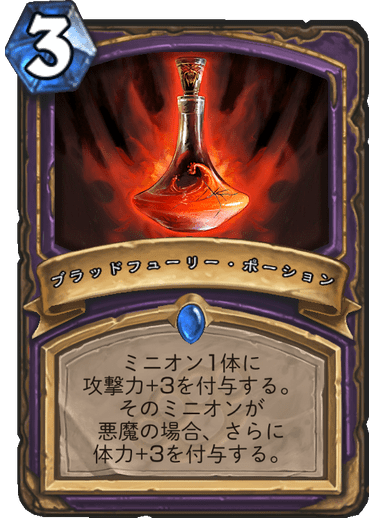 3
ブラッドフューリー・ポーション
ミニオン1体に
攻撃力+3を付与する。
そのミニオンが
悪魔の場合、さらに
体力+3を付与する。